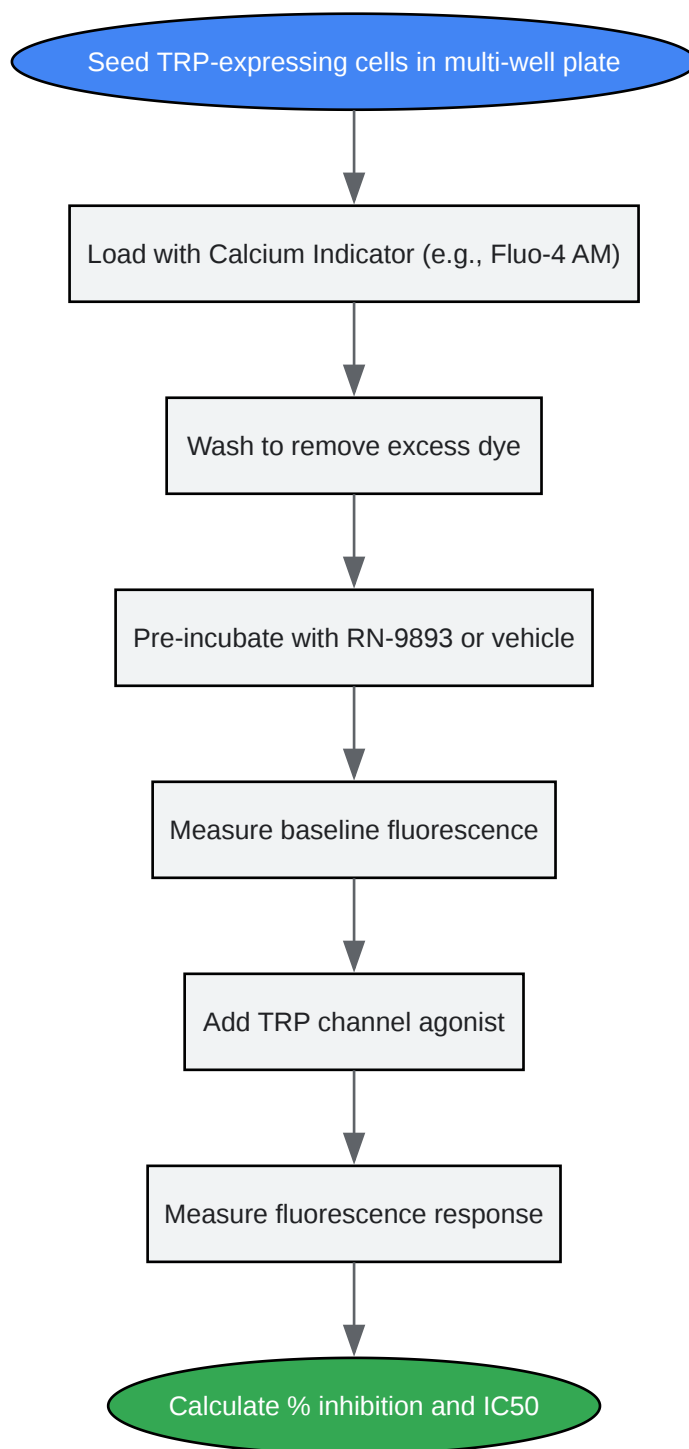 Seed TRP-expressing cells in multi-well plate
Load with Calcium Indicator (e.g., Fluo-4 AM)
Wash to remove excess dye
Pre-incubate with RN-9893 or vehicle
Measure baseline fluorescence
Add TRP channel agonist
Measure fluorescence response
Calculate % inhibition and IC50